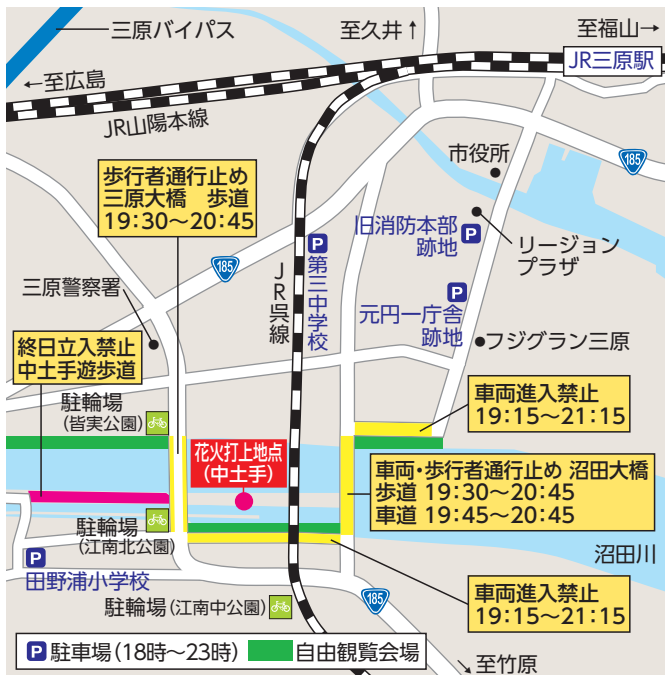 三原バイパス
至久井↑
至福山→
JR三原駅
←至広島
JR山陽本線
市役所
185
歩行者通行止め
三原大橋 歩道
19:30〜20:45
旧消防本部
跡地
P
リージョン
プラザ
P
第三中学校
185
JR呉線
三原警察署
P
元円一庁舎
跡地
フジグラン三原
終日立入禁止
中土手遊歩道
車両進入禁止
19:15〜21:15
駐輪場
(皆実公園)
花火打上地点
(中土手)
車両・歩行者通行止め 沼田大橋
歩道 19:30〜20:45
車道 19:45〜20:45
駐輪場
(江南北公園)
沼田川
P
田野浦小学校
駐輪場(江南中公園)
185
車両進入禁止
19:15〜21:15
P 駐車場(18時〜23時) 自由観覧会場
↘至竹原